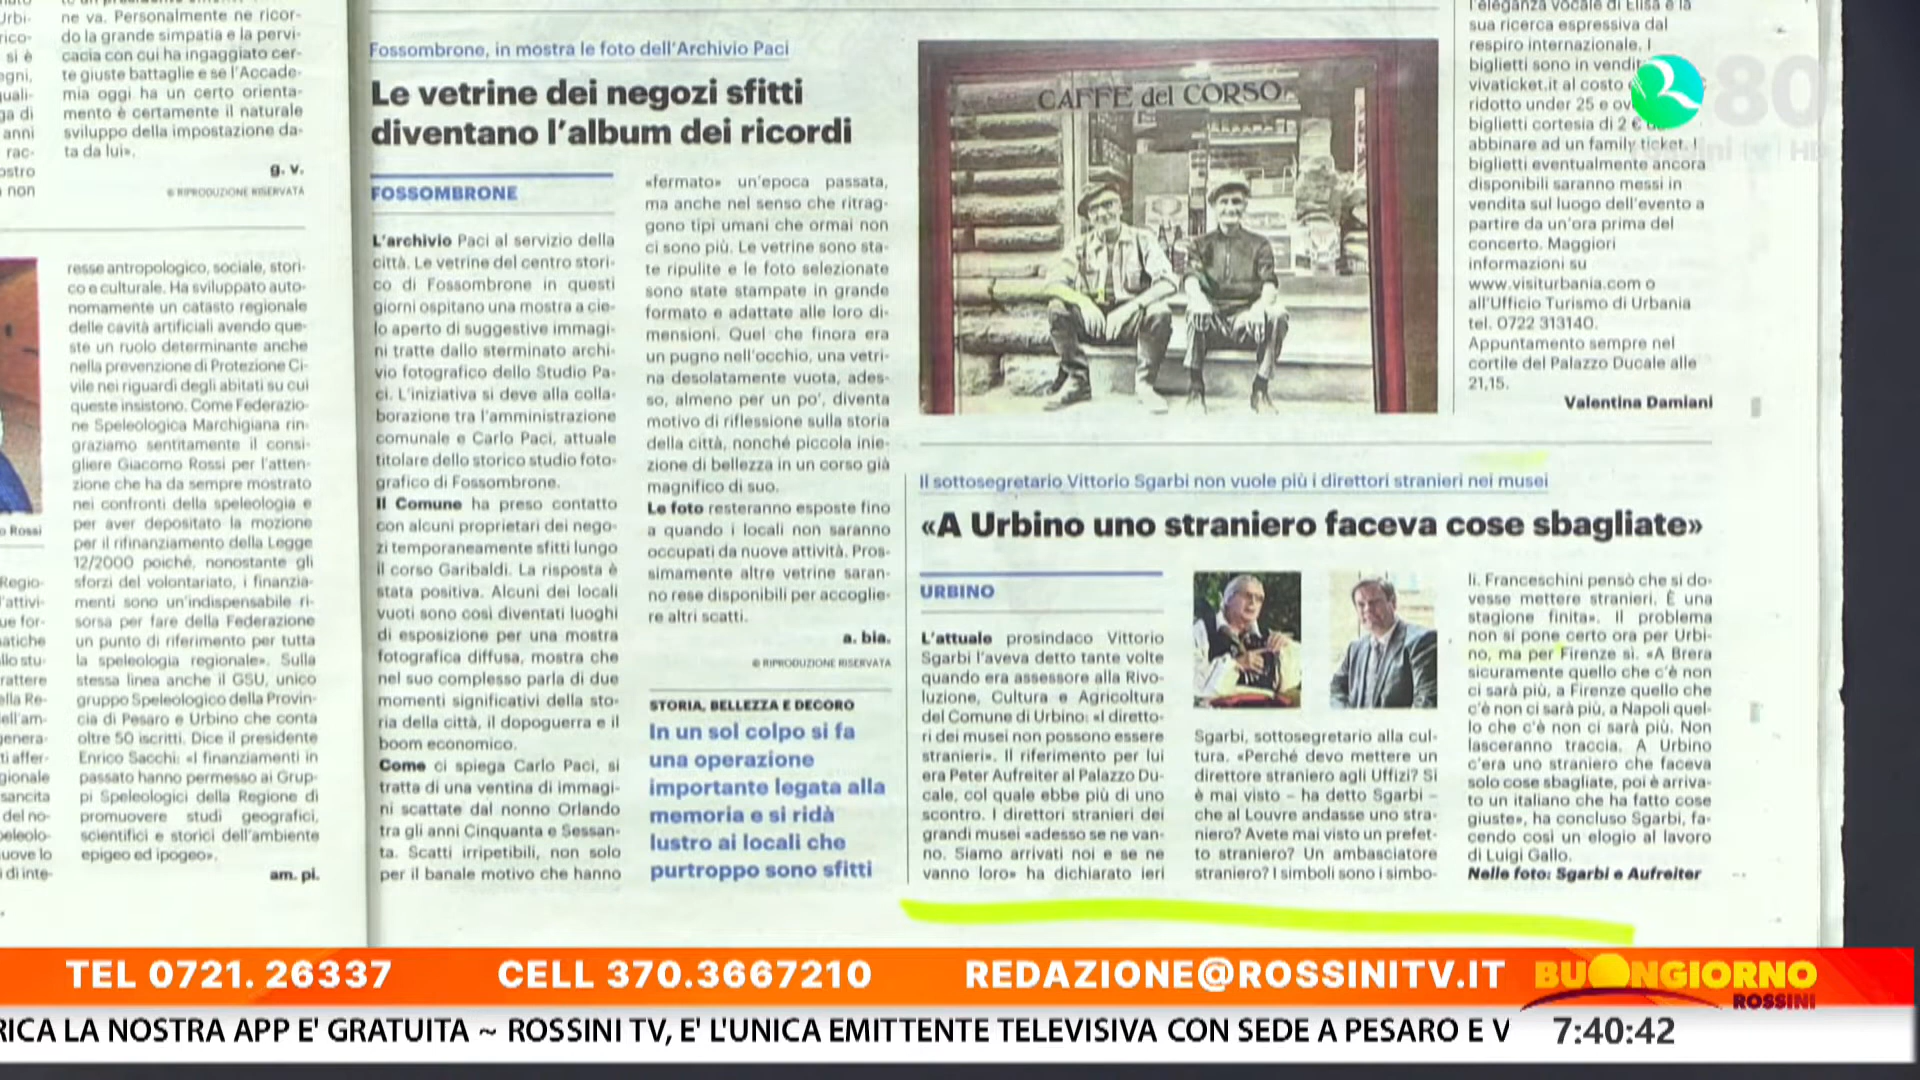 ne va. Personalmente ne ricor-
do la grande simpatia e la pervi-
cacia con cui ha ingaggiato cer-
te giuste battaglie e se l'Accade-
mia oggi ha un certo orienta-
mento è certamente il naturale
sviluppo della impostazione da-
ta da lui».
g. v.
© RIPRODUZIONE RISERVATA
resse antropologico, sociale, stori-
co e culturale. Ha sviluppato auto-
nomamente un catasto regionale
delle cavità artificiali avendo que-
ste un ruolo determinante anche
nella prevenzione di Protezione Ci-
vile nei riguardi degli abitati su cui
queste insistono. Come Federazio-
ne Speleologica Marchigiana rin-
graziamo sentitamente il consi-
gliere Giacomo Rossi per l'atten-
zione che ha da sempre mostrato
nei confronti della speleologia e
per aver depositato la mozione
per il rifinanziamento della Legge
12/2000 poiché, nonostante gli
sforzi del volontariato, i finanzia-
menti sono un'indispensabile ri-
sorsa per fare della Federazione
un punto di riferimento per tutta
la speleologia regionale». Sulla
stessa linea anche il GSU, unico
gruppo Speleologico della Provin-
cia di Pesaro e Urbino che conta
oltre 50 iscritti. Dice il presidente
Enrico Sacchi: «I finanziamenti in
passato hanno permesso ai Grup-
pi Speleologici della Regione di
promuovere studi geografici,
scientifici e storici dell'ambiente
epigeo ed ipogeo».
am. pi.
Fossombrone, in mostra le foto dell'Archivio Paci
Le vetrine dei negozi sfitti
diventano l'album dei ricordi
FOSSOMBRONE
L'archivio Paci al servizio della
città. Le vetrine del centro stori-
co di Fossombrone in questi
giorni ospitano una mostra a cie-
lo aperto di suggestive immagi-
ni tratte dallo sterminato archi-
vio fotografico dello Studio Pa-
ci. L'iniziativa si deve alla colla-
borazione tra l'amministrazione
comunale e Carlo Paci, attuale
titolare dello storico studio foto-
grafico di Fossombrone.
Il Comune ha preso contatto
con alcuni proprietari dei nego-
zi temporaneamente sfitti lungo
il corso Garibaldi. La risposta è
stata positiva. Alcuni dei locali
vuoti sono così diventati luoghi
di esposizione per una mostra
fotografica diffusa, mostra che
nel suo complesso parla di due
momenti significativi della sto-
ria della città, il dopoguerra e il
boom economico.
Come ci spiega Carlo Paci, si
tratta di una ventina di immagi-
ni scattate dal nonno Orlando
tra gli anni Cinquanta e Sessan-
ta. Scatti irripetibili, non solo
per il banale motivo che hanno
«fermato» un'epoca passata,
ma anche nel senso che ritrag-
gono tipi umani che ormai non
ci sono più. Le vetrine sono sta-
te ripulite e le foto selezionate
sono state stampate in grande
formato e adattate alle loro di-
mensioni. Quel che finora era
un pugno nell'occhio, una vetri-
na desolatamente vuota, ades-
so, almeno per un po', diventa
motivo di riflessione sulla storia
della città, nonché piccola inie-
zione di bellezza in un corso già
magnifico di suo.
Le foto resteranno esposte fino
a quando i locali non saranno
occupati da nuove attività. Pros-
simamente altre vetrine saran-
no rese disponibili per accoglie-
re altri scatti.
a. bia.
© RIPRODUZIONE RISERVATA
STORIA, BELLEZZA E DECORO
In un sol colpo si fa
una operazione
importante legata alla
memoria e si ridà
lustro ai locali che
purtroppo sono sfitti
CAFFE del CORSO
l'eleganza vocale di Elisa e la
sua ricerca espressiva dal
respiro internazionale. I
biglietti sono in vendit
vivaticket.it al costo
ridotto under 25 e ov
biglietti cortesia di 2 €
abbinare ad un family ticket. I
biglietti eventualmente ancora
disponibili saranno messi in
vendita sul luogo dell'evento a
partire da un'ora prima del
concerto. Maggiori
informazioni su
www.visiturbania.com o
all'Ufficio Turismo di Urbania
tel. 0722 313140.
Appuntamento sempre nel
cortile del Palazzo Ducale alle
21,15.
Valentina Damiani
80
HD
Il sottosegretario Vittorio Sgarbi non vuole più i direttori stranieri nei musei
«A Urbino uno straniero faceva cose sbagliate»
URBINO
L'attuale prosindaco Vittorio
Sgarbi l'aveva detto tante volte
quando era assessore alla Rivo-
luzione, Cultura e Agricoltura
del Comune di Urbino: «I diretto-
ri dei musei non possono essere
stranieri». Il riferimento per lui
era Peter Aufreiter al Palazzo Du-
cale, col quale ebbe più di uno
scontro. I direttori stranieri dei
grandi musei «adesso se ne van-
no. Siamo arrivati noi e se ne
vanno loro» ha dichiarato ieri
Sgarbi, sottosegretario alla cul-
tura. «Perché devo mettere un
direttore straniero agli Uffizi? Si
è mai visto – ha detto Sgarbi –
che al Louvre andasse uno stra-
niero? Avete mai visto un prefet-
to straniero? Un ambasciatore
straniero? I simboli sono i simbo-
li. Franceschini pensò che si do-
vesse mettere stranieri. È una
stagione finita». Il problema
non si pone certo ora per Urbi-
no, ma per Firenze sì. «A Brera
sicuramente quello che c'è non
ci sarà più, a Firenze quello che
c'è non ci sarà più, a Napoli quel-
lo che c'è non ci sarà più. Non
lasceranno traccia. A Urbino
c'era uno straniero che faceva
solo cose sbagliate, poi è arriva-
to un italiano che ha fatto cose
giuste», ha concluso Sgarbi, fa-
cendo così un elogio al lavoro
di Luigi Gallo.
Nelle foto: Sgarbi e Aufreiter
TEL 0721. 26337 CELL 370.3667210 REDAZIONE@ROSSINITV.IT
BUONGIORNO
ROSSINI
RICA LA NOSTRA APP E' GRATUITA ~ ROSSINI TV, E' L'UNICA EMITTENTE TELEVISIVA CON SEDE A PESARO E V
7:40:42